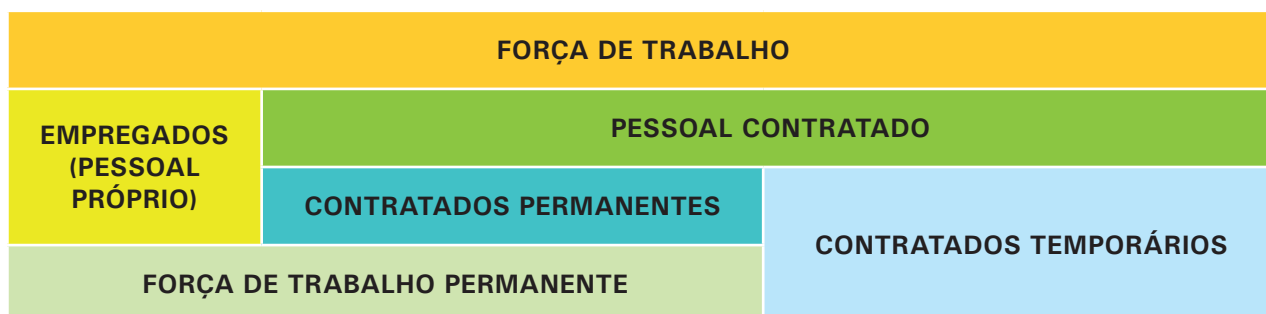 FORÇA DE TRABALHO
EMPREGADOS
(PESSOAL
PRÓPRIO)
PESSOAL CONTRATADO
CONTRATADOS PERMANENTES
CONTRATADOS TEMPORÁRIOS
FORÇA DE TRABALHO PERMANENTE